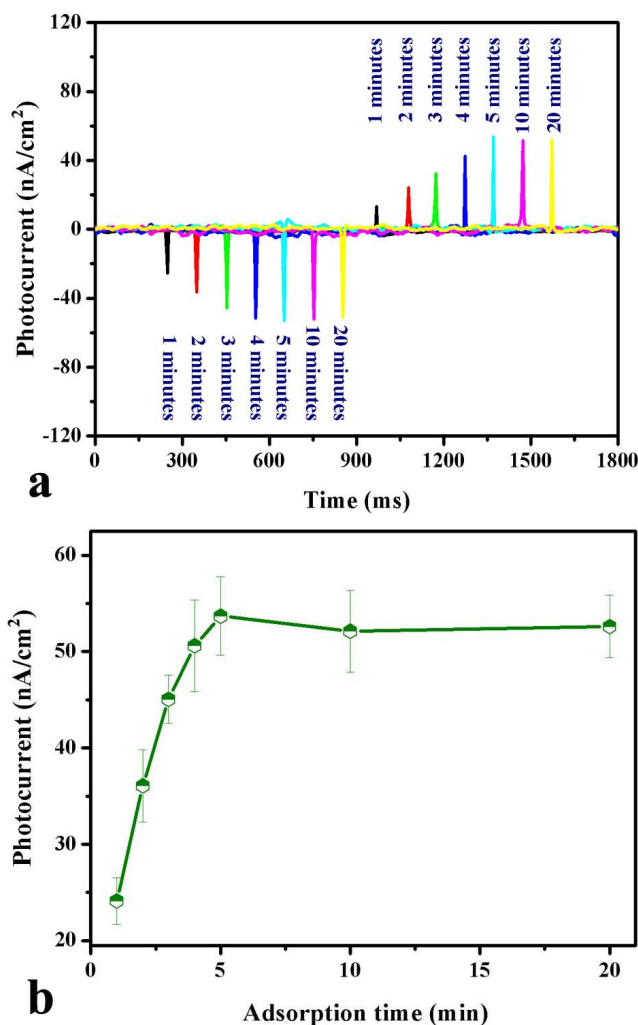 120
80
40
0
-40
-80
-120
Photocurrent (nA/cm²)
1 minutes
2 minutes
3 minutes
4 minutes
5 minutes
10 minutes
20 minutes
1 minutes
2 minutes
3 minutes
4 minutes
5 minutes
10 minutes
20 minutes
0 300 600 900 1200 1500 1800
Time (ms)
a
60
50
40
30
20
Photocurrent (nA/cm²)
0 5 10 15 20
Adsorption time (min)
b